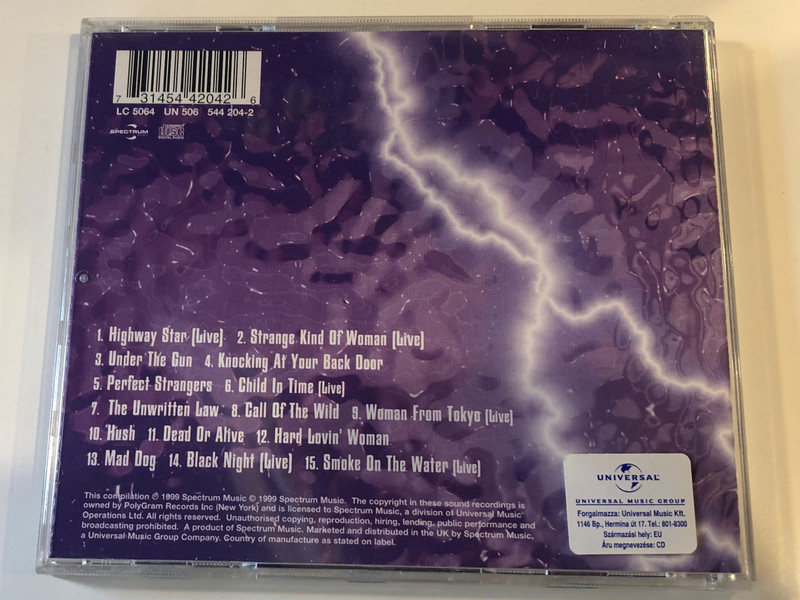 7 31454 42042 6
LC 5064 UN 506 544 204-2
SPECTRUM
COMPACT disc DIGITAL AUDIO
1. Highway Star (Live) 2. Strange Kind Of Woman (Live)
3. Under The Gun 4. Knocking At Your Back Door
5. Perfect Strangers 6. Child In Time (Live)
7. The Unwritten Law 8. Call Of The Wild 9. Woman From Tokyo (Live)
10. Hush 11. Dead Or Alive 12. Hard Lovin' Woman
13. Mad Dog 14. Black Night (Live) 15. Smoke On The Water (Live)
This compilation ℗ 1999 Spectrum Music © 1999 Spectrum Music. The copyright in these sound recordings is
owned by PolyGram Records Inc (New York) and is licensed to Spectrum Music, a division of Universal Music
Operations Ltd. All rights reserved. Unauthorised copying, reproduction, hiring, lending, public performance and
broadcasting prohibited. A product of Spectrum Music. Marketed and distributed in the UK by Spectrum Music,
a Universal Music Group Company. Country of manufacture as stated on label.
UNIVERSAL
UNIVERSAL MUSIC GROUP
Forgalmazza: Universal Music Kft.
1146 Bp., Hermina út 17. Tel.: 801-8300
Származási hely: EU
Áru megnevezése: CD